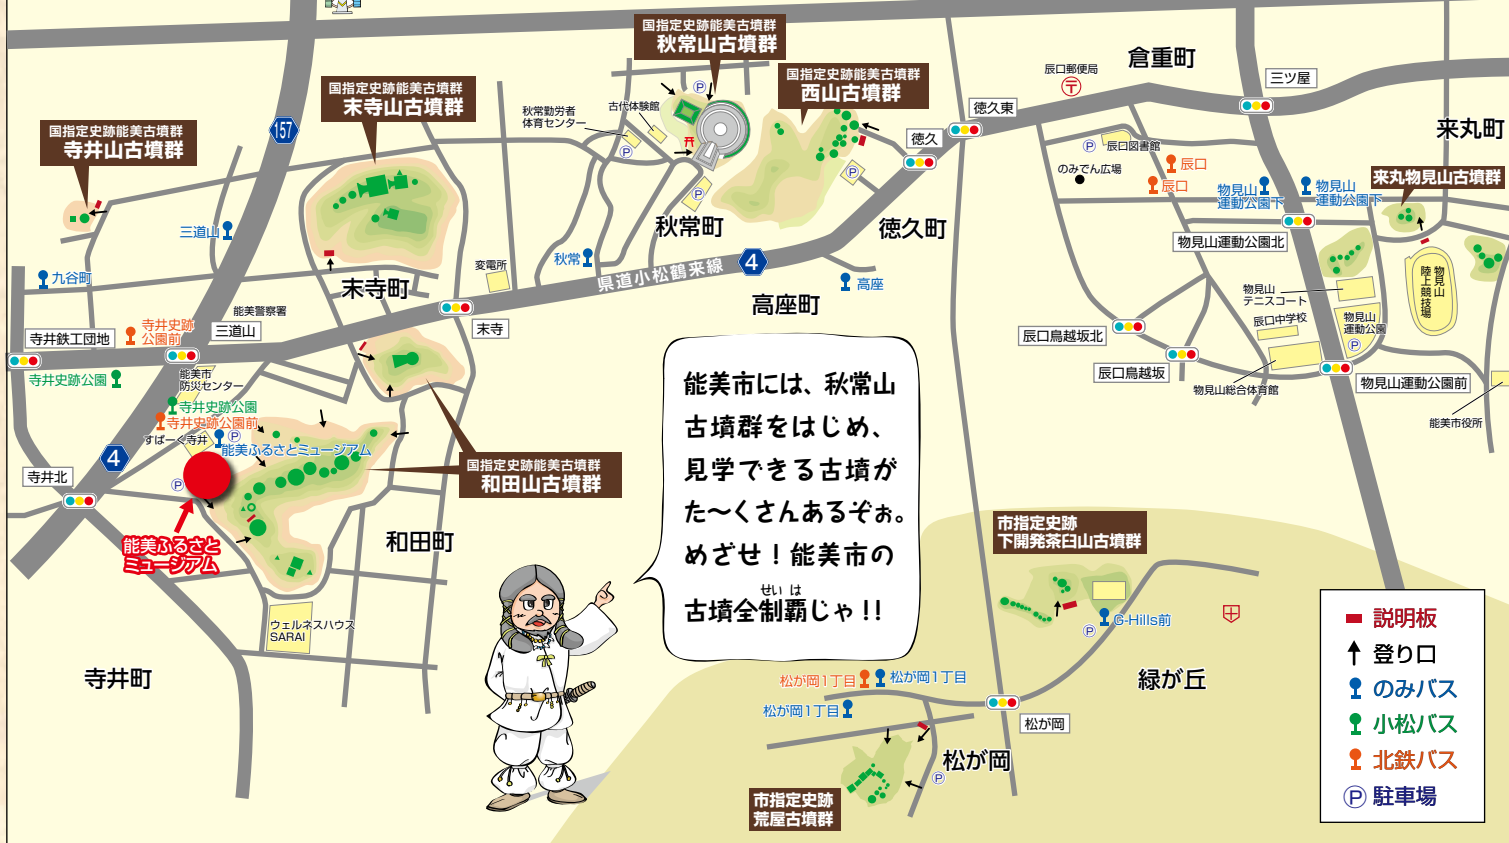 国指定史跡能美古墳群
秋常山古墳群
国指定史跡能美古墳群
西山古墳群
国指定史跡能美古墳群
末寺山古墳群
国指定史跡能美古墳群
寺井山古墳群
157
秋常勤労者
体育センター
古代体験館
P
P
P
P
徳久
徳久東
辰口郵便局
〒
倉重町
三ツ屋
来丸町
P
辰口図書館
のみでん広場
辰口
辰口
物見山
運動公園下
物見山
運動公園下
来丸物見山古墳群
物見山運動公園北
物見山
テニスコート
物見山
陸上競技場
辰口中学校
物見山
運動公園
P
辰口鳥越坂北
辰口鳥越坂
物見山総合体育館
物見山運動公園前
能美市役所
三道山
九谷町
末寺町
秋常町
徳久町
秋常
変電所
県道小松鶴来線
4
高座
高座町
能美警察署
三道山
末寺
寺井鉄工団地
寺井史跡
公園前
寺井史跡公園
能美市
防災センター
寺井史跡公園
寺井史跡公園前
すぱーく寺井
P
能美ふるさとミュージアム
4
寺井北
P
国指定史跡能美古墳群
和田山古墳群
能美ふるさと
ミュージアム
和田町
ウェルネスハウス
SARAI
寺井町
能美市には、秋常山
古墳群をはじめ、
見学できる古墳が
た〜くさんあるぞぉ。
めざせ！能美市の
せいは
古墳全制覇じゃ!!
市指定史跡
下開発茶臼山古墳群
P
G-Hills前
緑が丘
松が岡1丁目
松が岡1丁目
松が岡1丁目
松が岡
松が岡
P
市指定史跡
荒屋古墳群
説明板
登り口
のみバス
小松バス
北鉄バス
P 駐車場